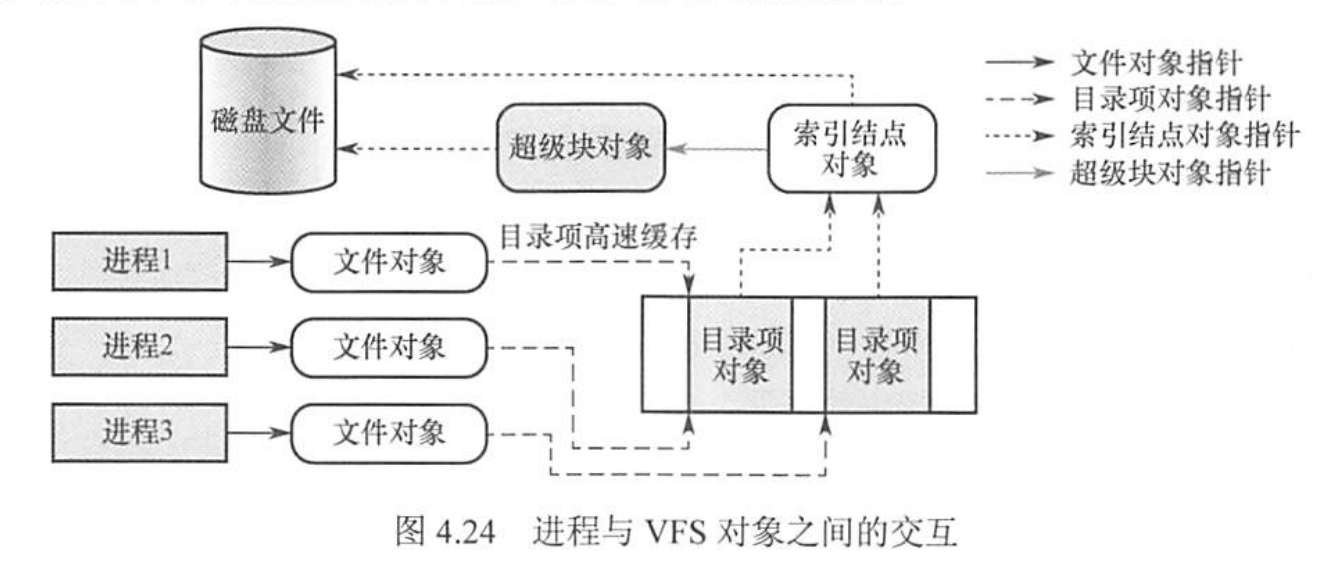 磁盘文件
超级块对象
索引结点
对象
文件对象指针
目录项对象指针
索引结点对象指针
超级块对象指针
目录项高速缓存
进程1
文件对象
进程2
文件对象
进程3
文件对象
目录项
对象
目录项
对象
图 4.24 进程与 VFS 对象之间的交互